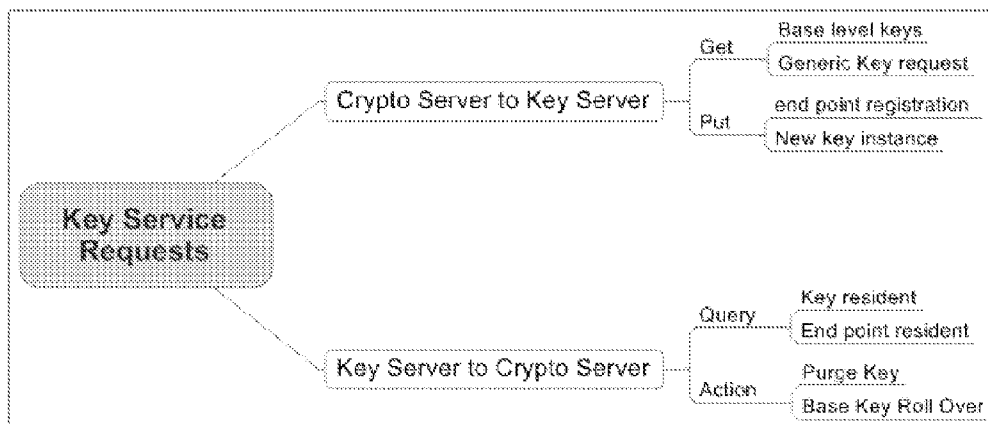 Key Service
Requests
Crypto Server to Key Server
Get
Base level keys
Generic Key request
Put
end point registration
New key instance
Key Server to Crypto Server
Query
Key resident
End point resident
Action
Purge Key
Base Key Roll Over